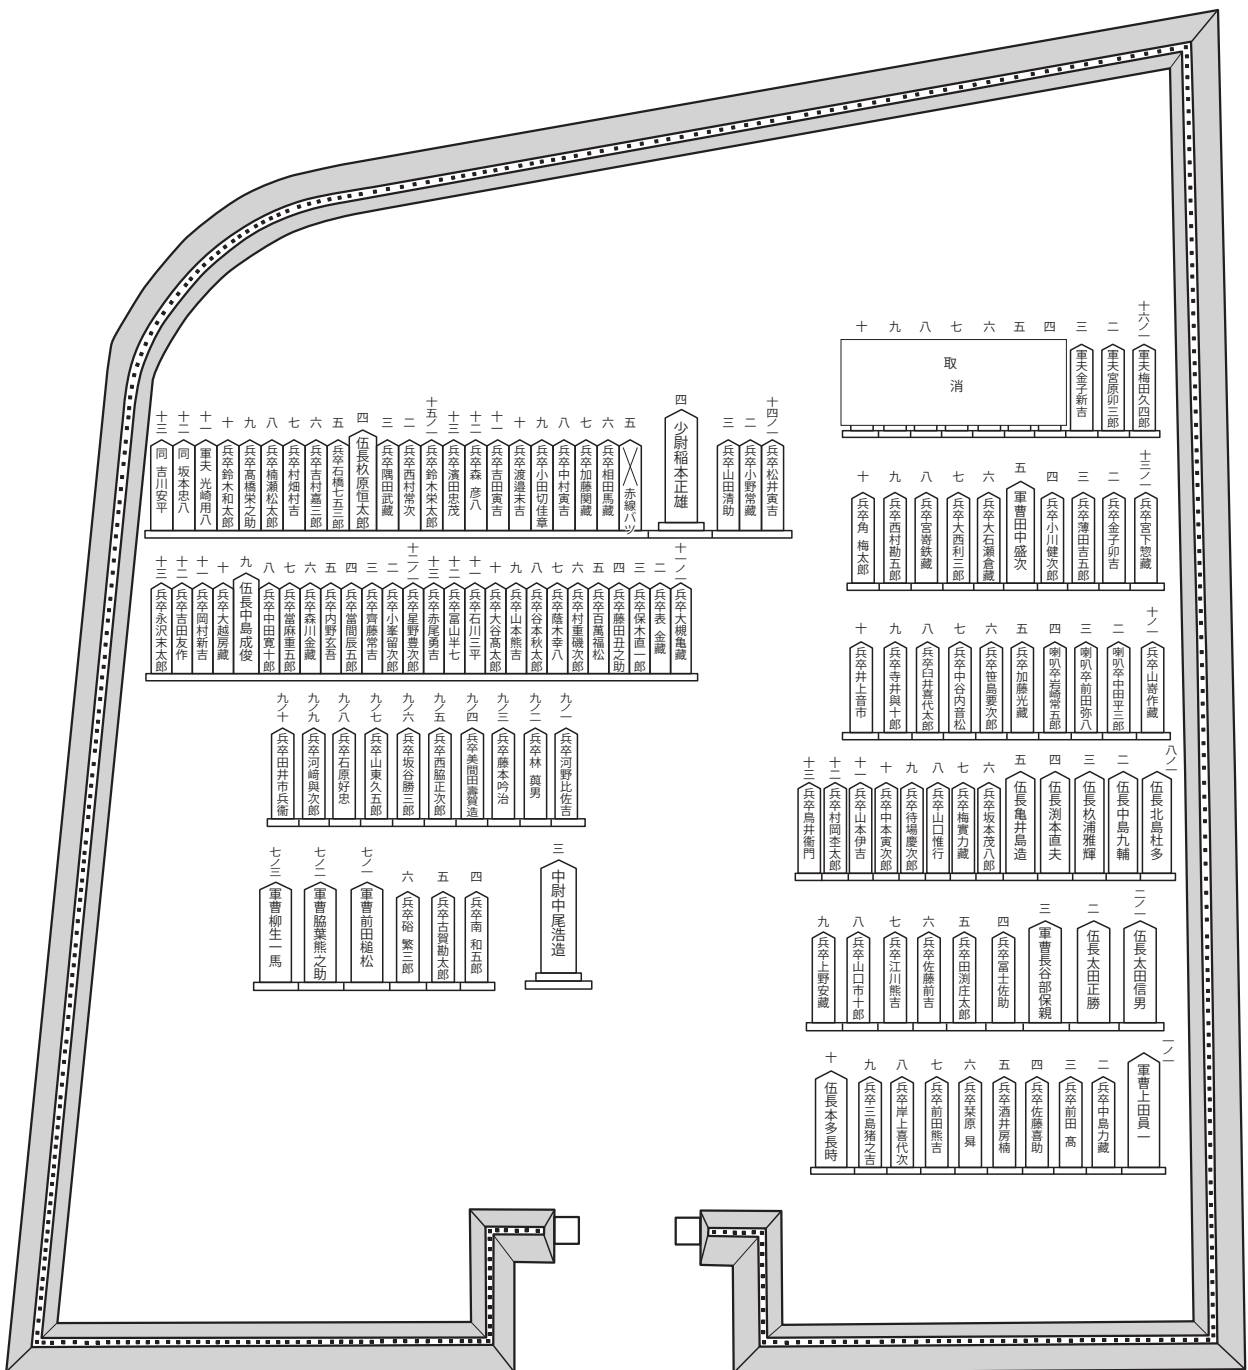 十六ノ一
軍夫梅田久四郎
二
軍夫宮原卯三郎
三
軍夫金子新吉
四
五
六
七
八
九
十
取
消
十三ノ一
兵卒宮下惣蔵
二
兵卒金子卯吉
三
兵卒薄田吉五郎
四
兵卒小川健次郎
五
軍曹田中盛次
六
兵卒大石瀬倉藏
七
兵卒大西利三郎
八
兵卒宮嵜鉄藏
九
兵卒西村勘五郎
十
兵卒角 梅太郎
十ノ一
兵卒山嵜作藏
二
喇叭卒中田平三郎
三
喇叭卒前田弥八
四
喇叭卒岩崎常五郎
五
兵卒加藤光藏
六
兵卒笹島要次郎
七
兵卒中谷内音松
八
兵卒臼井喜代太郎
九
兵卒寺井與十郎
十
兵卒井上音市
八ノ一
伍長北島杜多
二
伍長中島九輔
三
伍長杦浦雅輝
四
伍長渕本直夫
五
伍長亀井島造
六
兵卒坂本茂八郎
七
兵卒梅實力藏
八
兵卒山口惟行
九
兵卒待場慶次郎
十
兵卒中本寅次郎
十一
兵卒山本伊吉
十二
兵卒村岡杢太郎
十三
兵卒鳥井衞門
二ノ一
伍長太田信男
二
伍長太田正勝
三
軍曹長谷部保親
四
兵卒冨士佐助
五
兵卒田渕庄太郎
六
兵卒佐藤前吉
七
兵卒江川熊吉
八
兵卒山口市十郎
九
兵卒上野安藏
一ノ一
軍曹上田員一
二
兵卒中島力藏
三
兵卒前田 髙
四
兵卒佐藤喜助
五
兵卒酒井房楠
六
兵卒栞原 曻
七
兵卒前田熊吉
八
兵卒岸上喜代次
九
兵卒三島猪之吉
十
伍長本多長時
十四ノ一
兵卒松井寅吉
二
兵卒小野常藏
三
兵卒山田清助
四
少尉稲本正雄
五
赤線バツ
六
兵卒相田馬藏
七
兵卒加藤関藏
八
兵卒中村寅吉
九
兵卒小田切佳章
十
兵卒渡邉末吉
十一
兵卒吉田寅吉
十二
兵卒森 彦八
十三
兵卒濱田忠茂
十五ノ一
兵卒鈴木栄太郎
二
兵卒西村常次
三
兵卒隅田武藏
四
伍長杦原恒太郎
五
兵卒石橋七五三郎
六
兵卒吉村嘉三郎
七
兵卒村畑村吉
八
兵卒楠瀬松太郎
九
兵卒髙橋栄之助
十
兵卒鈴木和太郎
十一
軍夫 光崎用八
十二
同 坂本忠八
十三
同 吉川安平
十一ノ一
兵卒大槻亀藏
二
兵卒表 金藏
三
兵卒保木直一郎
四
兵卒藤田丑之助
五
兵卒百萬福松
六
兵卒村重磯次郎
七
兵卒蔭木幸八
八
兵卒谷本秋太郎
九
兵卒山本熊吉
十
兵卒大谷髙太郎
十一
兵卒石川三平
十二
兵卒富山半七
十三
兵卒赤尾勇吉
十二ノ一
兵卒星野豊次郎
二
兵卒小峯留次郎
三
兵卒齊藤常吉
四
兵卒當間辰五郎
五
兵卒内野玄吾
六
兵卒森川金藏
七
兵卒當麻重五郎
八
兵卒中田寛十郎
九
伍長中島成俊
十
兵卒大越房藏
十一
兵卒岡村新吉
十二
兵卒吉田友作
十三
兵卒永沢末太郎
九ノ一
兵卒河野比佐吉
九ノ二
兵卒林 萸男
九ノ三
兵卒藤本吟治
九ノ四
兵卒美間田壽賀造
九ノ五
兵卒西脇正次郎
九ノ六
兵卒坂谷勝三郎
九ノ七
兵卒山東久五郎
九ノ八
兵卒石原好忠
九ノ九
兵卒河﨑與次郎
九ノ十
兵卒田井市兵衞
三
中尉中尾浩造
四
兵卒南 和五郎
五
兵卒古賀勘太郎
六
兵卒硲 繁三郎
七ノ一
軍曹前田槌松
七ノ二
軍曹脇葉熊之助
七ノ三
軍曹柳生一馬